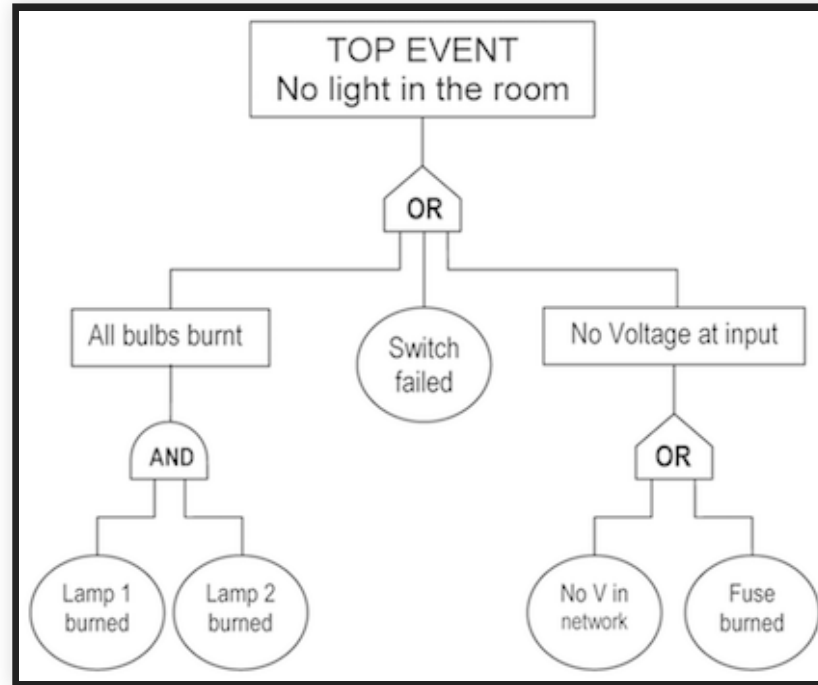 TOP EVENT
No light in the room
OR
All bulbs burnt
Switch
failed
No Voltage at input
AND
OR
Lamp 1
burned
Lamp 2
burned
No V in
network
Fuse
burned